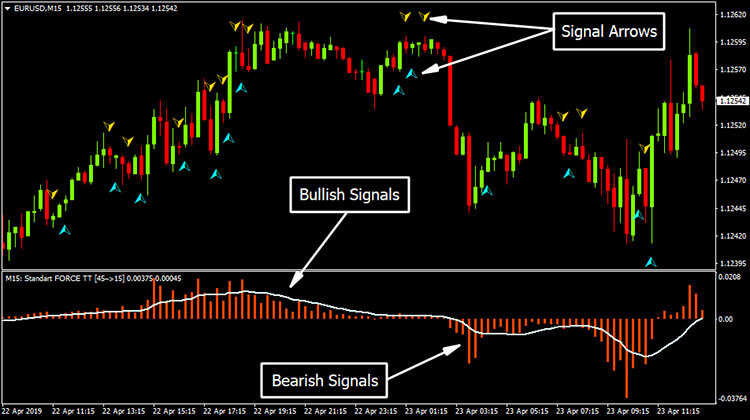 EURUSD,M15 1.12555 1.12556 1.12534 1.12542
1.12620
Signal Arrows
1.12597
1.12570
1.12542
1.12520
1.12495
1.12470
Bullish Signals
1.12445
1.12420
1.12395
M15: Standart FORCE TT [45->15] 0.00375 0.00045
0.0208
0.00
Bearish Signals
-0.03764
22 Apr 2019 22 Apr 11:15 22 Apr 13:15 22 Apr 15:15 22 Apr 17:15 22 Apr 19:15 22 Apr 21:15 22 Apr 23:15 23 Apr 01:15 23 Apr 03:15 23 Apr 05:15 23 Apr 07:15 23 Apr 09:15 23 Apr 11:15